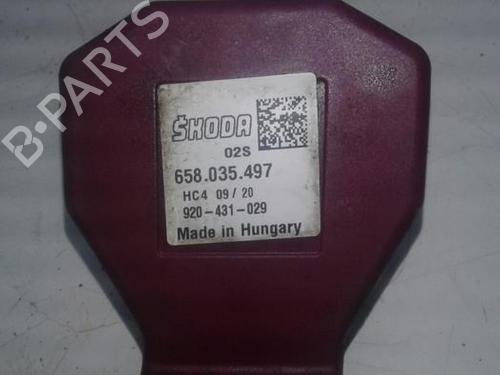 B-PARTS
ŠKODA
02S
658.035.497
HC4 09/20
920-431-029
Made in Hungary